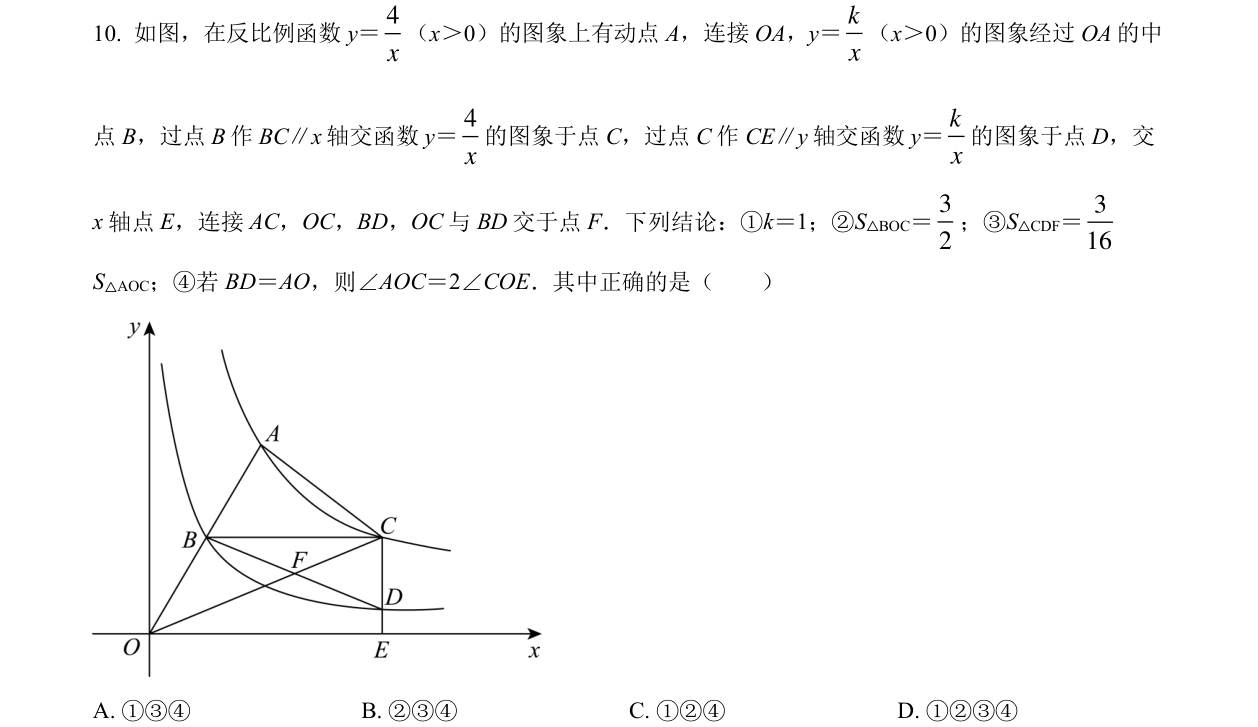 10. 如图，在反比例函数 y＝4/x（x＞0）的图象上有动点 A，连接 OA，y＝k/x（x＞0）的图象经过 OA 的中
点 B，过点 B 作 BC∥x 轴交函数 y＝4/x 的图象于点 C，过点 C 作 CE∥y 轴交函数 y＝k/x 的图象于点 D，交
x 轴点 E，连接 AC，OC，BD，OC 与 BD 交于点 F．下列结论：①k＝1；②S△BOC＝3/2；③S△CDF＝3/16
S△AOC；④若 BD＝AO，则∠AOC＝2∠COE．其中正确的是（　　）
y
A
B
C
F
D
O
E
x
A. ①③④ B. ②③④ C. ①②④ D. ①②③④